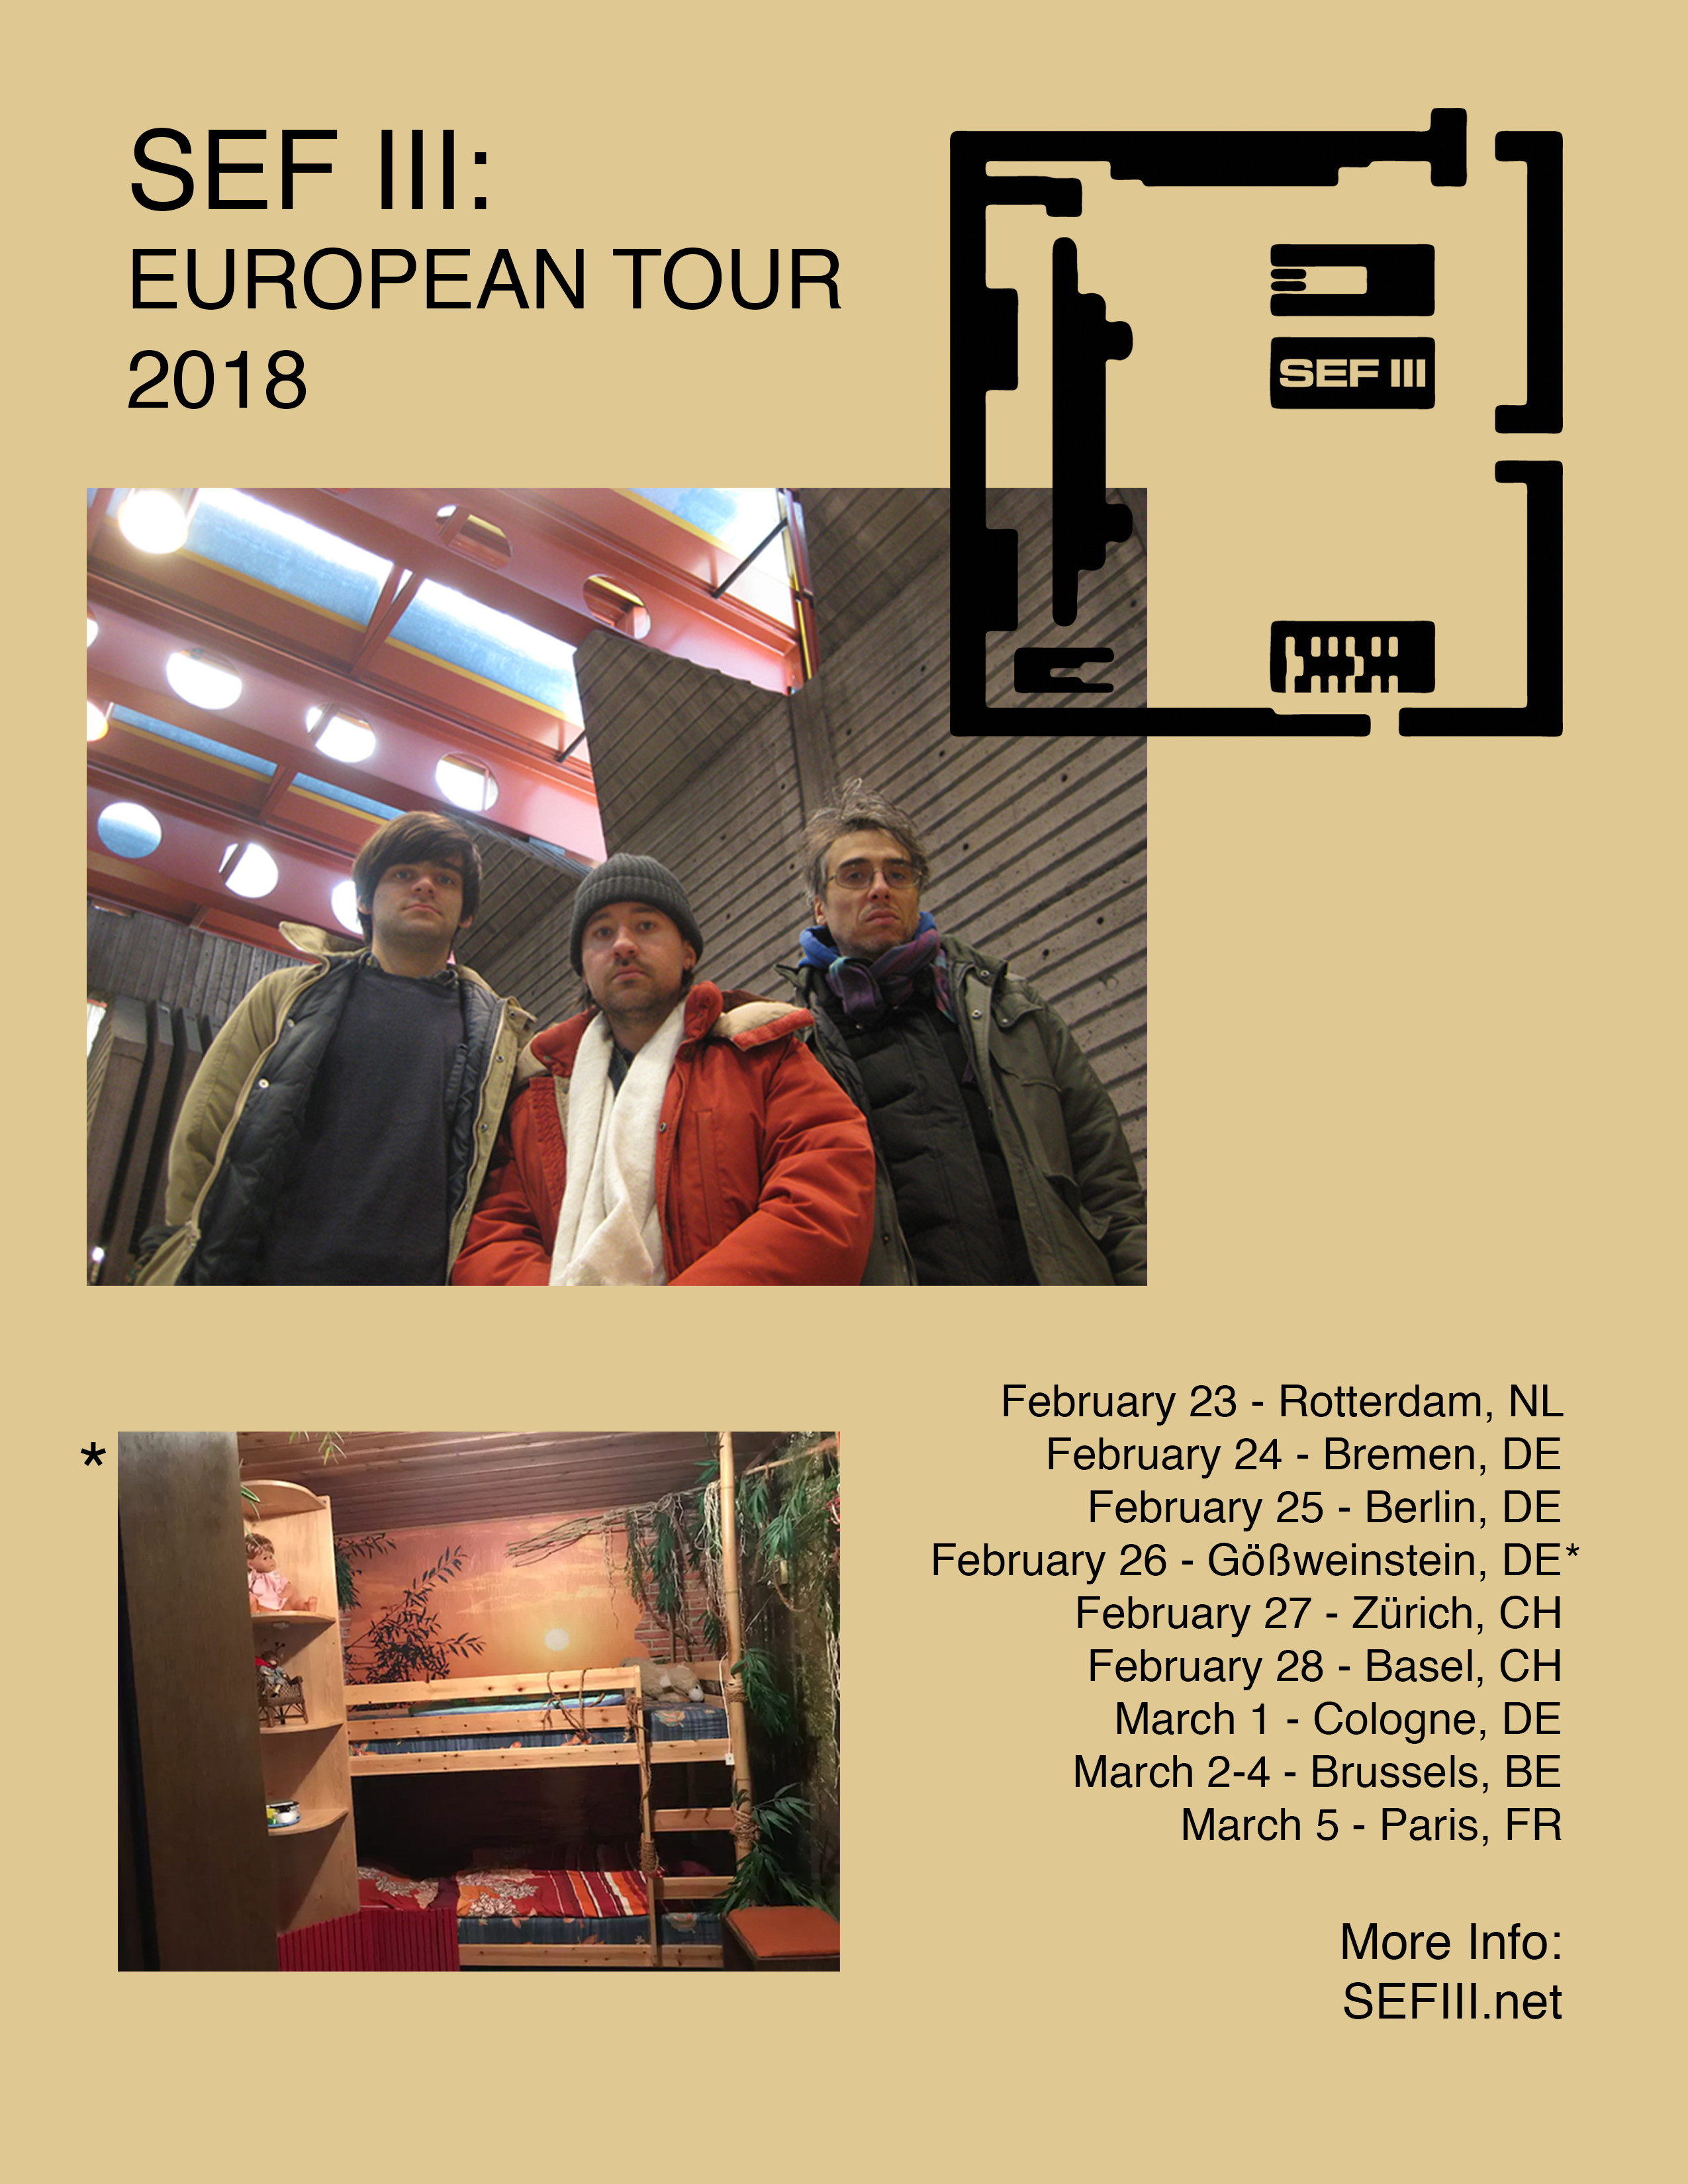 SEF III:
EUROPEAN TOUR
2018
SEF III
*
February 23 - Rotterdam, NL
February 24 - Bremen, DE
February 25 - Berlin, DE
February 26 - Gößweinstein, DE*
February 27 - Zürich, CH
February 28 - Basel, CH
March 1 - Cologne, DE
March 2-4 - Brussels, BE
March 5 - Paris, FR
More Info:
SEFIII.net